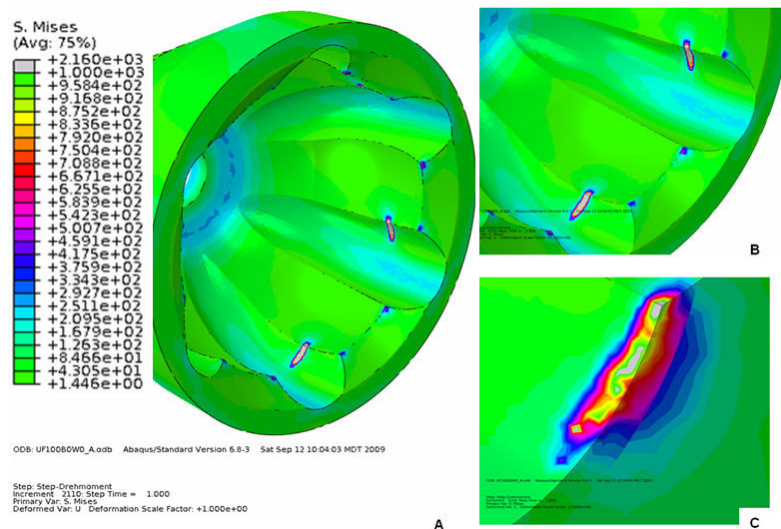 S. Mises
(Avg: 75%)
+2.160e+03
+1.000e+03
+9.584e+02
+9.168e+02
+8.752e+02
+8.336e+02
+7.920e+02
+7.504e+02
+7.088e+02
+6.671e+02
+6.255e+02
+5.839e+02
+5.423e+02
+5.007e+02
+4.591e+02
+4.175e+02
+3.759e+02
+3.343e+02
+2.927e+02
+2.511e+02
+2.095e+02
+1.679e+02
+1.263e+02
+8.466e+01
+4.305e+01
+1.446e+00
ODB: UF100B0W0_A.odb Abaqus/Standard Version 6.8-3 Sat Sep 12 10:04:03 MDT 2009
Step: Step-Drehmoment
Increment 2110: Step Time = 1.000
Primary Var: S. Mises
Deformed Var: U Deformation Scale Factor: +1.000e+00
A
B
C